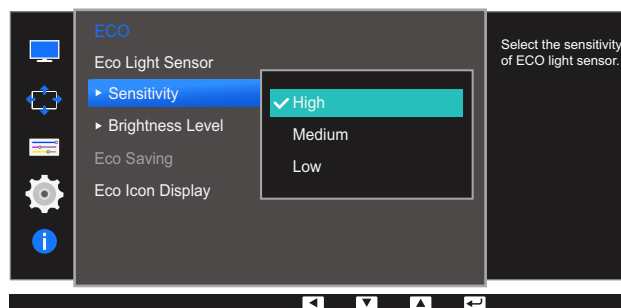 ECO
Eco Light Sensor
▸ Sensitivity
▸ Brightness Level
Eco Saving
Eco Icon Display
✓ High
Medium
Low
Select the sensitivity
of ECO light sensor.